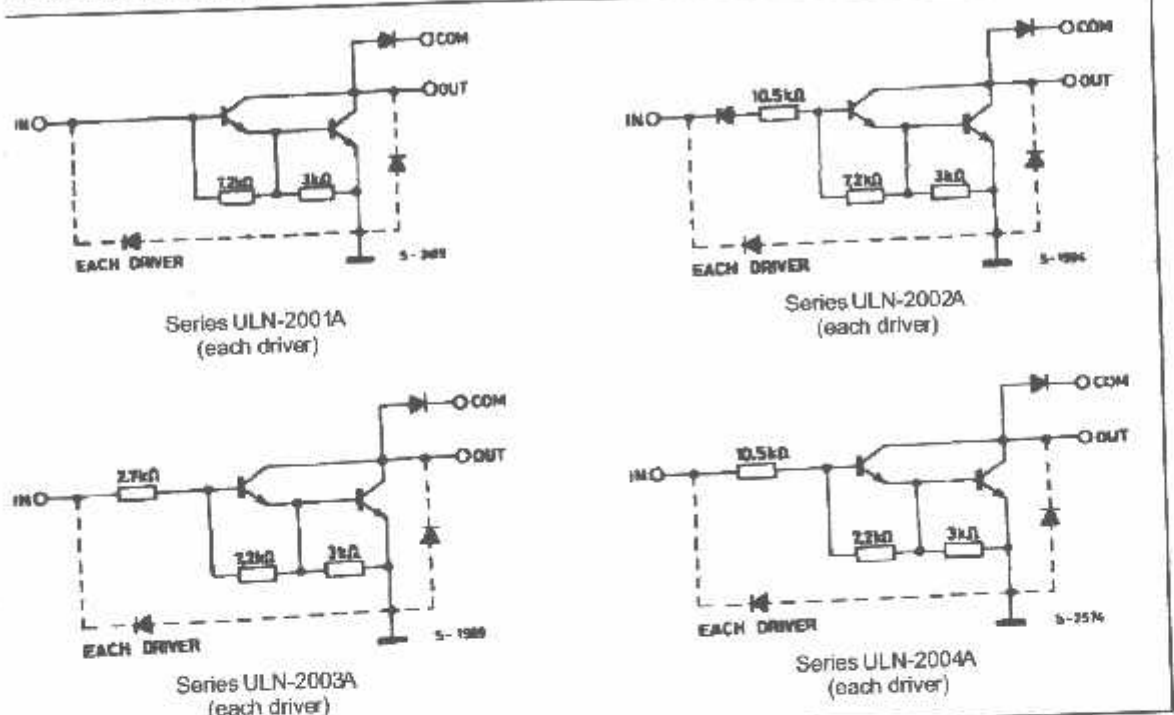 COM
OUT
IN
7.2kΩ
3kΩ
EACH DRIVER
Series ULN-2001A
(each driver)
COM
OUT
IN
10.5kΩ
7.2kΩ
3kΩ
EACH DRIVER
Series ULN-2002A
(each driver)
COM
OUT
IN
2.7kΩ
7.2kΩ
3kΩ
EACH DRIVER
S-1989
Series ULN-2003A
(each driver)
COM
OUT
IN
10.5kΩ
7.2kΩ
3kΩ
EACH DRIVER
Series ULN-2004A
(each driver)